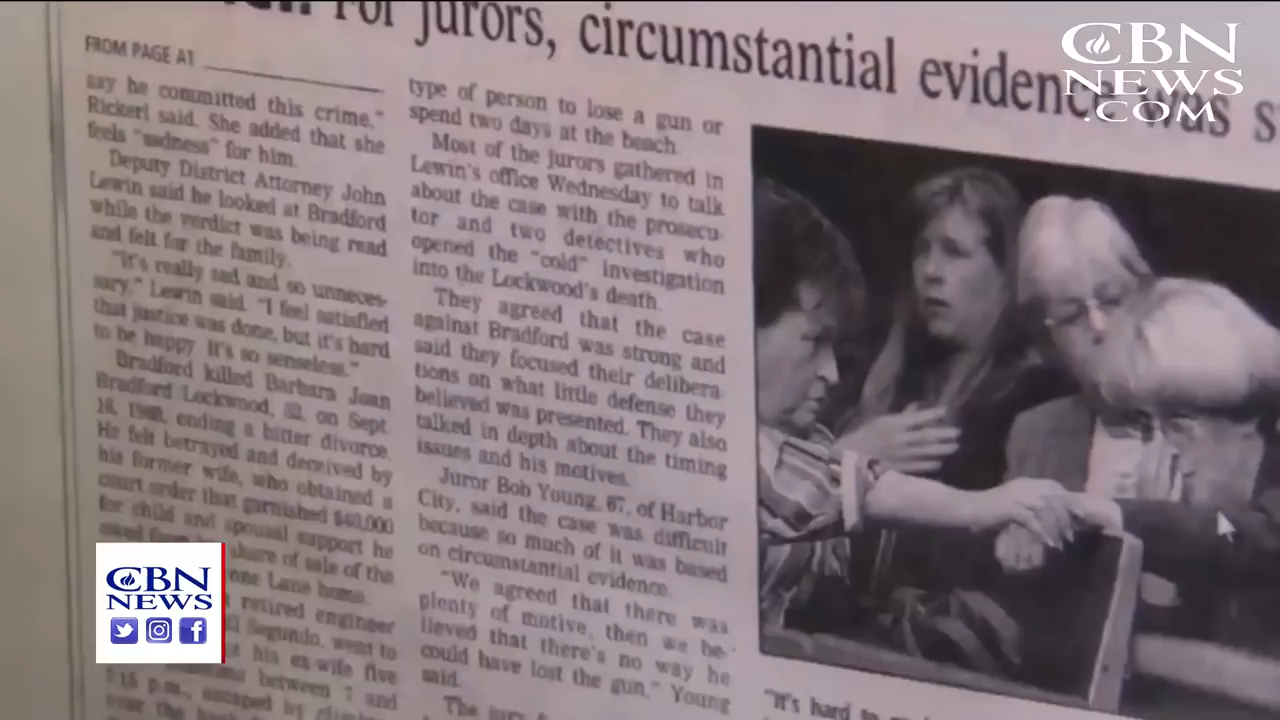 For jurors, circumstantial evidence was s
CBN
NEWS
.COM
FROM PAGE A1
say he committed this crime,"
Rickerl said. She added that she
feels "sadness" for him.
Deputy District Attorney John
Lewin said he looked at Bradford
while the verdict was being read
and felt for the family.
"It's really sad and so unneces-
sary," Lewin said. "I feel satisfied
that justice was done, but it's hard
to be happy. It's so senseless."
Bradford killed Barbara Jean
Bradford Lockwood, 52, on Sept.
16, 1988, ending a bitter divorce.
He felt betrayed and deceived by
his former wife, who obtained a
court order that garnished $40,000
for child and spousal support he
share of sale of the
Lane home.
retired engineer
El Segundo, went to
his ex-wife five
between 7 and
p.m., escaped by
type of person to lose a gun or
spend two days at the beach.
Most of the jurors gathered in
Lewin's office Wednesday to talk
about the case with the prosecu-
tor and two detectives who
opened the "cold" investigation
into the Lockwood's death.
They agreed that the case
against Bradford was strong and
said they focused their delibera-
tions on what little defense they
believed was presented. They also
talked in depth about the timing
issues and his motives.
Juror Bob Young, 67, of Harbor
City, said the case was difficult
because so much of it was based
on circumstantial evidence.
"We agreed that there was
plenty of motive, then we be-
lieved that there's no way he
could have lost the gun," Young
said.
The jury
"It's hard to
CBN
NEWS